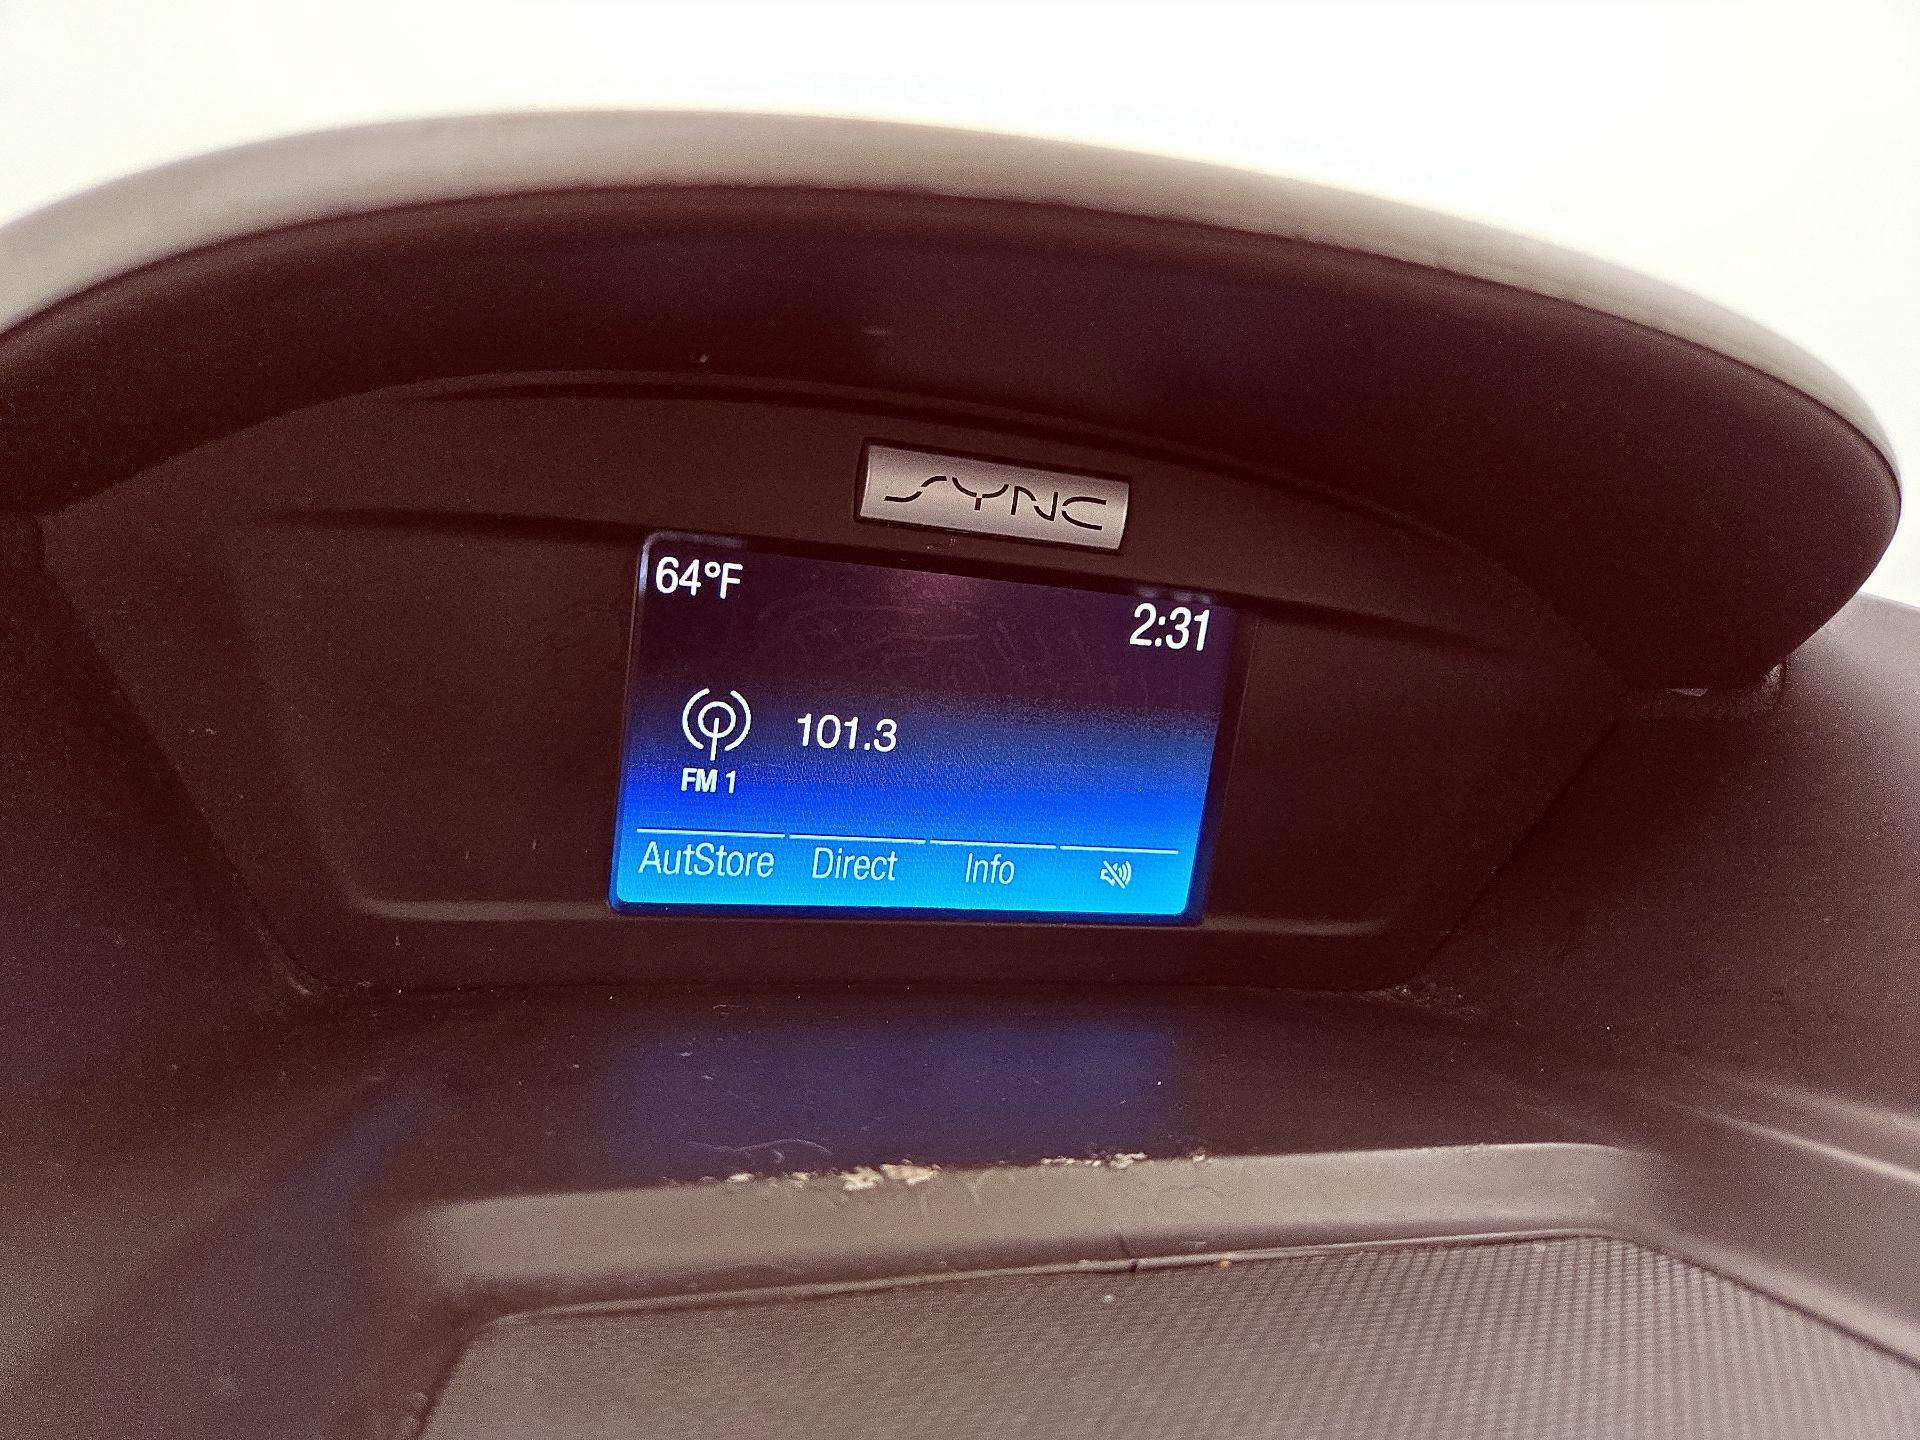 SYNC
64°F
2:31
101.3
FM 1
AutStore Direct Info